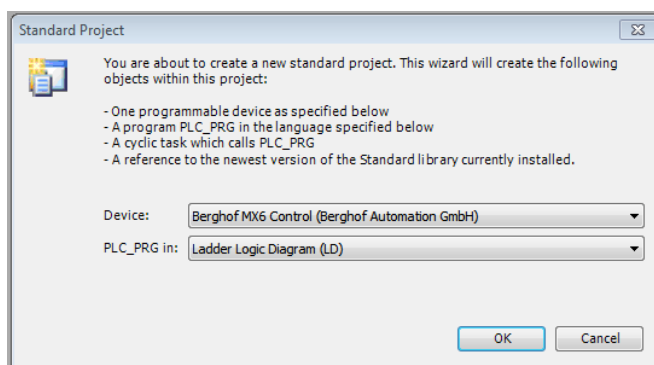 Standard Project
You are about to create a new standard project. This wizard will create the following
objects within this project:
- One programmable device as specified below
- A program PLC_PRG in the language specified below
- A cyclic task which calls PLC_PRG
- A reference to the newest version of the Standard library currently installed.
Device: Berghof MX6 Control (Berghof Automation GmbH)
PLC_PRG in: Ladder Logic Diagram (LD)
OK Cancel